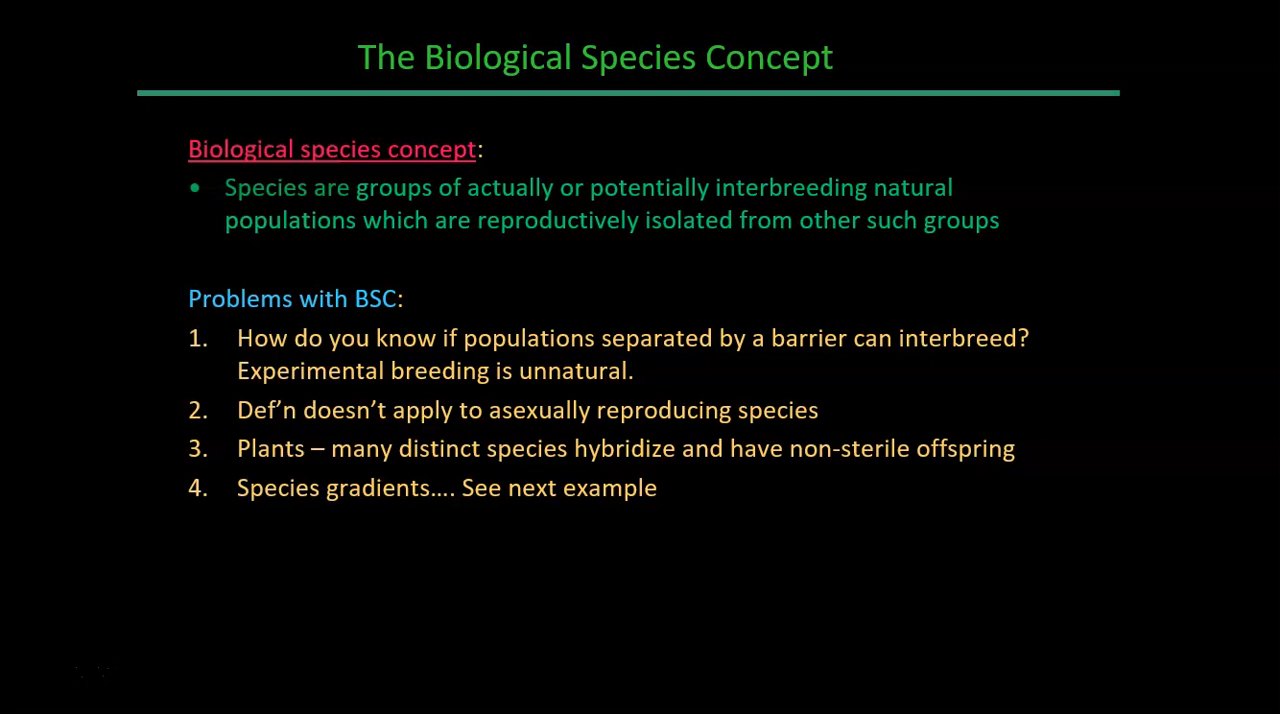 The Biological Species Concept
Biological species concept:
• Species are groups of actually or potentially interbreeding natural
populations which are reproductively isolated from other such groups
Problems with BSC:
1. How do you know if populations separated by a barrier can interbreed?
Experimental breeding is unnatural.
2. Def’n doesn’t apply to asexually reproducing species
3. Plants – many distinct species hybridize and have non-sterile offspring
4. Species gradients…. See next example